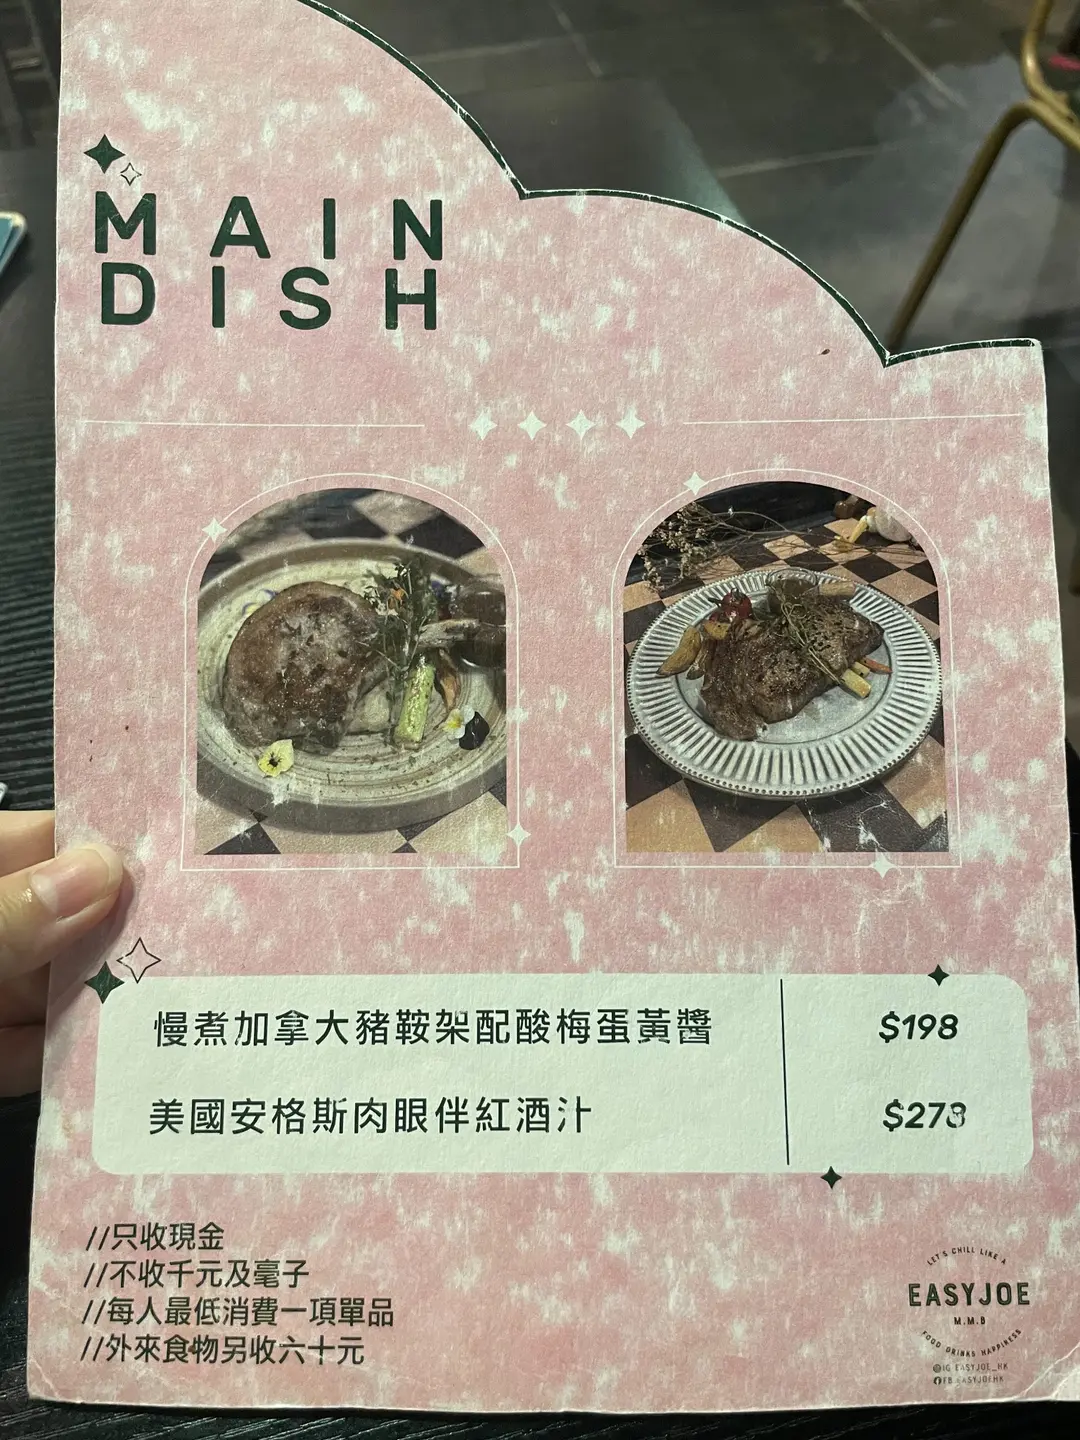 MAIN
DISH
慢煮加拿大豬鞍架配酸梅蛋黃醬 $198
美國安格斯肉眼伴紅酒汁 $278
//只收現金
//不收千元及毫子
//每人最低消費一項單品
//外來食物另收六十元
LET'S CHILL LIKE A
EASYJOE
M.M.B
FOOD DRINKS HAPPINESS
IG EASYJOE_HK
FB EASYJOEHK